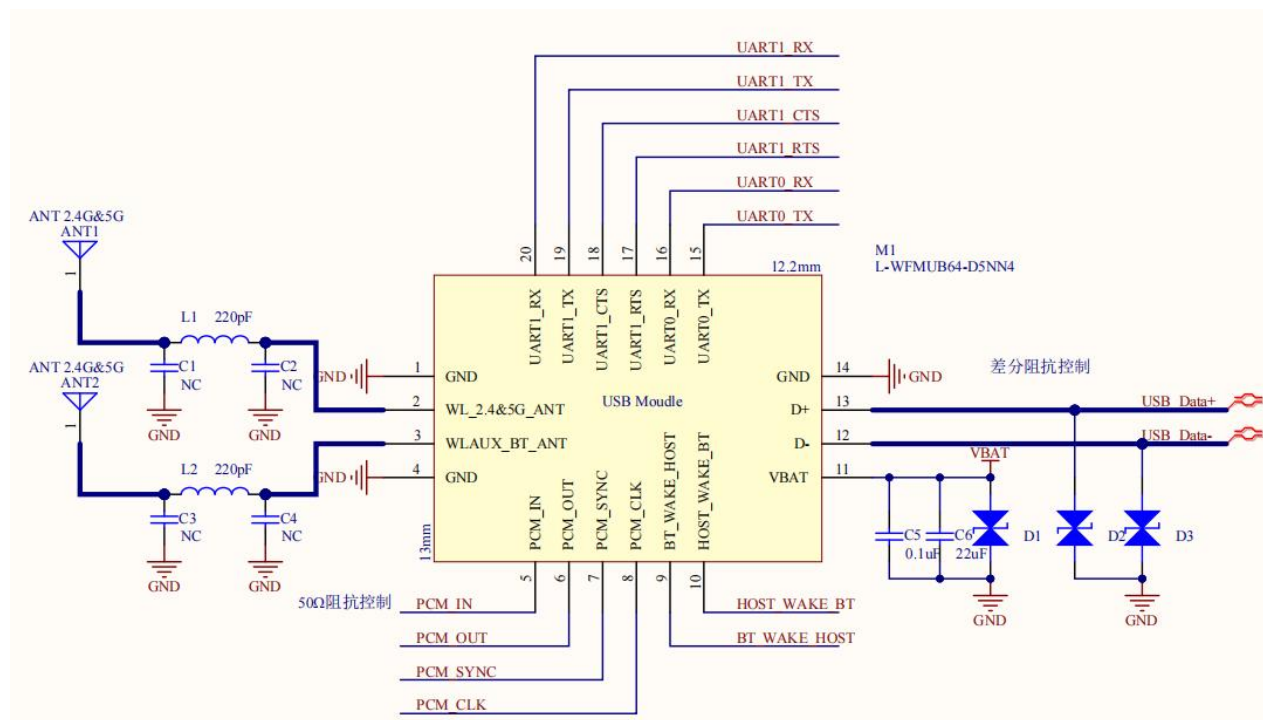 UART1_RX
UART1_TX
UART1_CTS
UART1_RTS
UART0_RX
UART0_TX
ANT 2.4G&5G
ANT1
1
20
19
18
17
16
15
M1
L-WFMUB64-D5NN4
12.2mm
UART1_RX
UART1_TX
UART1_CTS
UART1_RTS
UART0_RX
UART0_TX
L1 220pF
C1
NC
C2
NC
GND
GND
GND
1
GND
2
WL_2.4&5G_ANT
3
WLAUX_BT_ANT
4
GND
GND
USB Moudle
GND
14
GND
D+
13
D-
12
VBAT
11
差分阻抗控制
USB_Data+
USB_Data-
VBAT
ANT 2.4G&5G
ANT2
1
L2 220pF
C3
NC
C4
NC
GND
GND
PCM_IN
PCM_OUT
PCM_SYNC
PCM_CLK
BT_WAKE_HOST
HOST_WAKE_BT
13mm
C5
0.1uF
C6
22uF
D1
D2
D3
GND
GND
5
6
7
8
9
10
50Ω阻抗控制
PCM_IN
HOST_WAKE_BT
PCM_OUT
BT_WAKE_HOST
PCM_SYNC
PCM_CLK